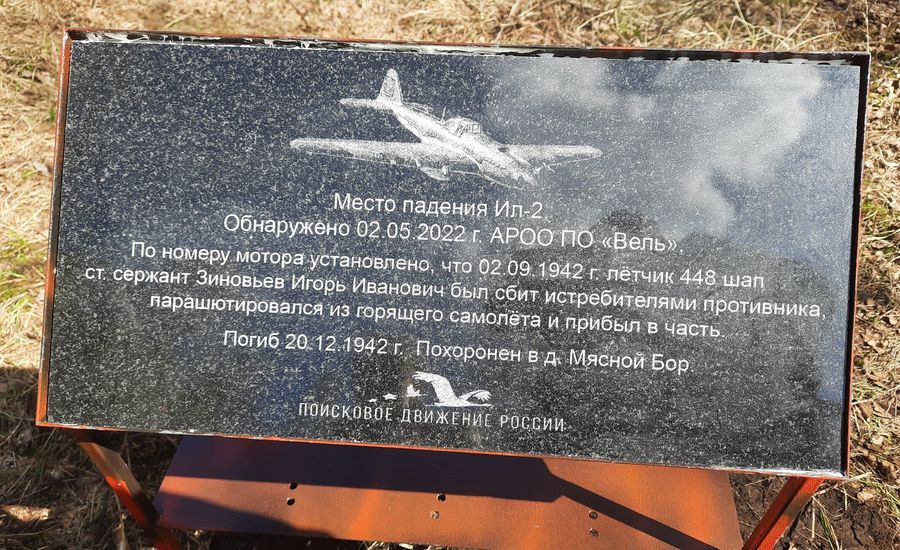 Место падения Ил-2.
Обнаружено 02.05.2022 г. АРОО ПО «Вель».
По номеру мотора установлено, что 02.09.1942 г. лётчик 448 шап
ст. сержант Зиновьев Игорь Иванович был сбит истребителями противника,
парашютировался из горящего самолёта и прибыл в часть.
Погиб 20.12.1942 г. Похоронен в д. Мясной Бор.
ПОИСКОВОЕ ДВИЖЕНИЕ РОССИИ